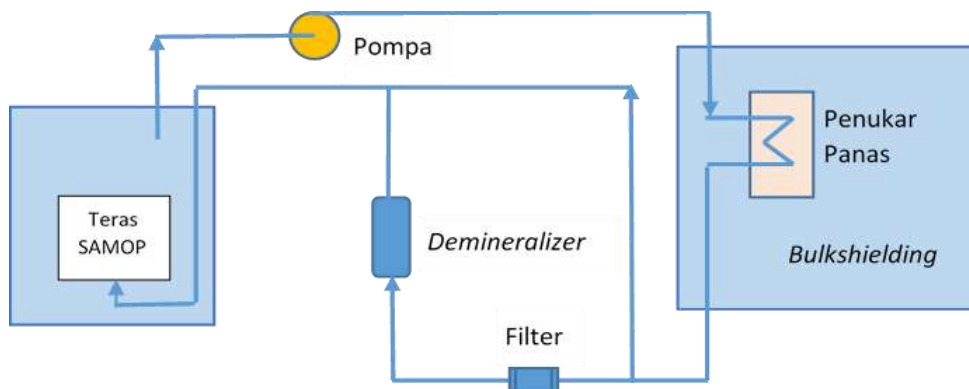 Pompa
Penukar
Panas
Teras
SAMOP
Demineralizer
Bulkshielding
Filter